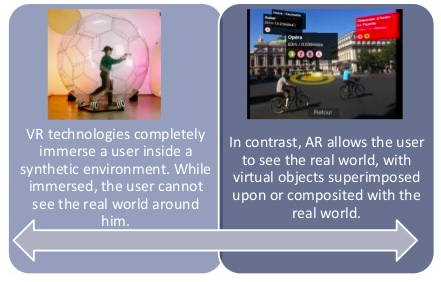 VR technologies completely
immerse a user inside a
synthetic environment. While
immersed, the user cannot
see the real world around
him.
Opéra
Retour
In contrast, AR allows the user
to see the real world, with
virtual objects superimposed
upon or composited with the
real world.